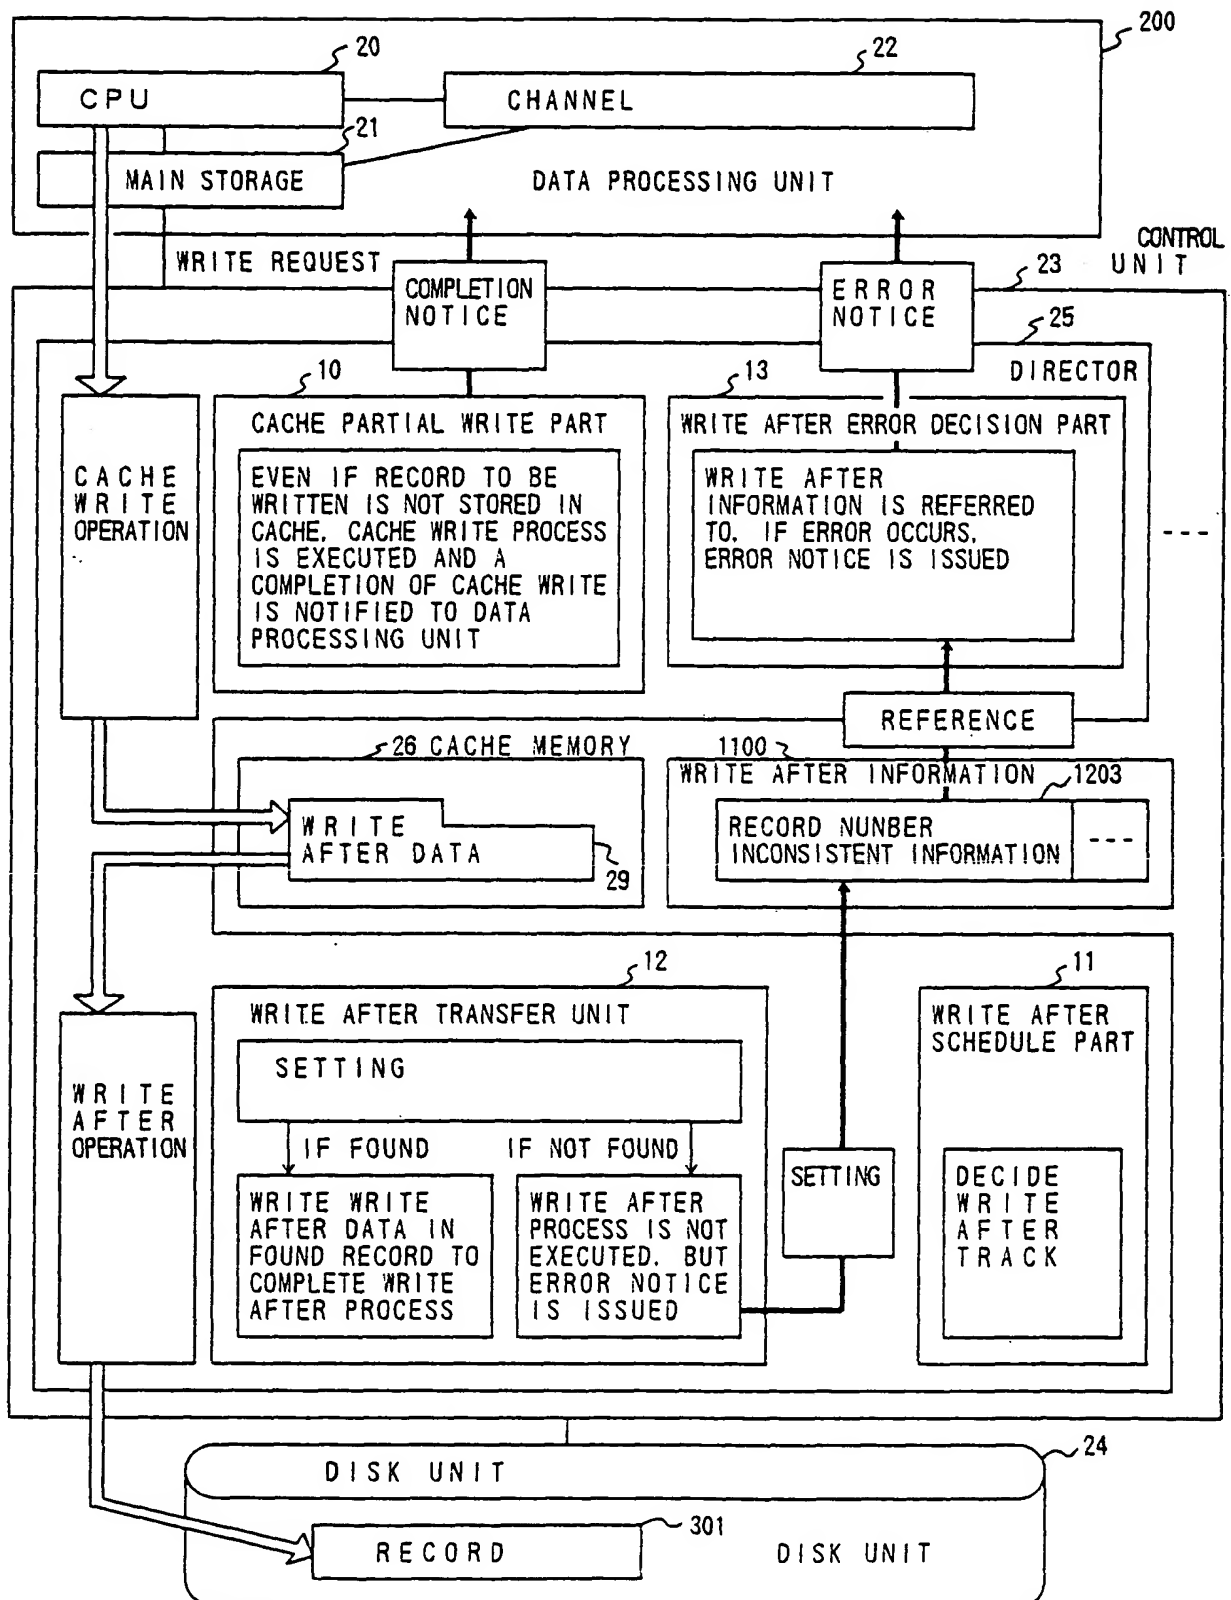 200
20
22
CPU
CHANNEL
21
MAIN STORAGE
DATA PROCESSING UNIT
WRITE REQUEST
COMPLETION
NOTICE
ERROR
NOTICE
23
CONTROL
UNIT
25
DIRECTOR
10
13
CACHE
WRITE
OPERATION
CACHE PARTIAL WRITE PART
EVEN IF RECORD TO BE
WRITTEN IS NOT STORED IN
CACHE. CACHE WRITE PROCESS
IS EXECUTED AND A
COMPLETION OF CACHE WRITE
IS NOTIFIED TO DATA
PROCESSING UNIT
WRITE AFTER ERROR DECISION PART
WRITE AFTER
INFORMATION IS REFERRED
TO. IF ERROR OCCURS.
ERROR NOTICE IS ISSUED
---
REFERENCE
26 CACHE MEMORY
WRITE
AFTER DATA
29
1100
WRITE AFTER INFORMATION
1203
RECORD NUNBER
INCONSISTENT INFORMATION
---
12
11
WRITE
AFTER
OPERATION
WRITE AFTER TRANSFER UNIT
SETTING
IF FOUND
IF NOT FOUND
WRITE WRITE
AFTER DATA IN
FOUND RECORD TO
COMPLETE WRITE
AFTER PROCESS
WRITE AFTER
PROCESS IS NOT
EXECUTED. BUT
ERROR NOTICE
IS ISSUED
SETTING
WRITE AFTER
SCHEDULE PART
DECIDE
WRITE
AFTER
TRACK
24
DISK UNIT
301
RECORD
DISK UNIT